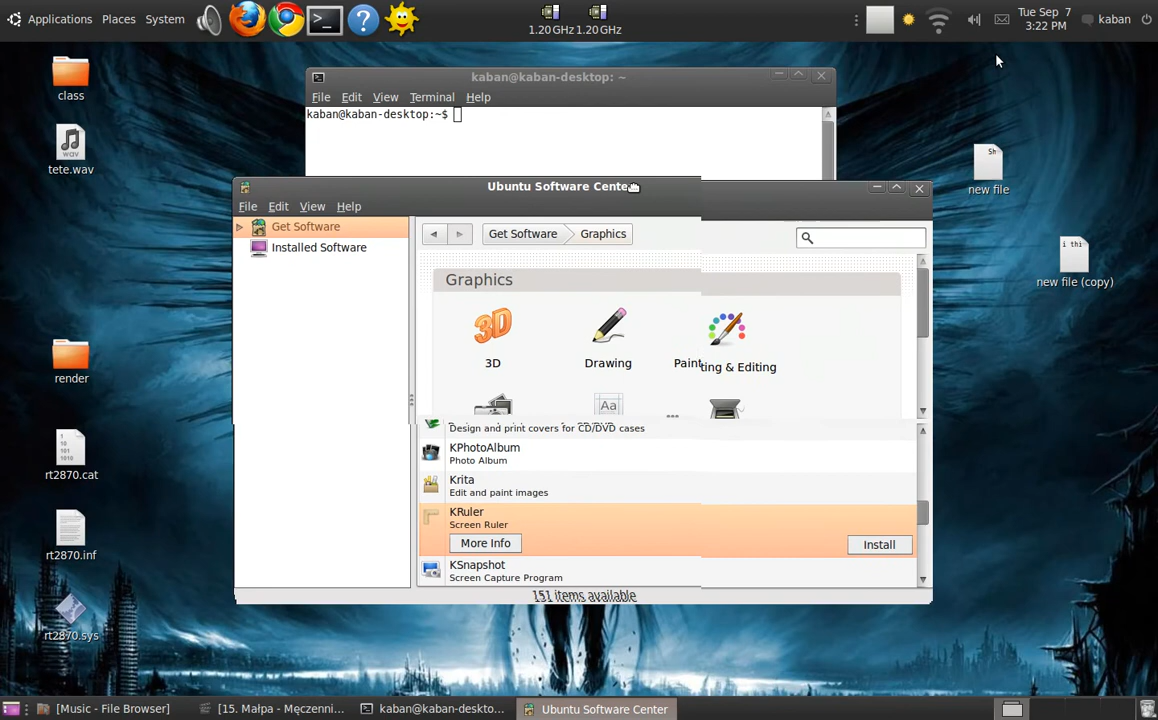 Applications Places System
1.20 GHz 1.20 GHz
Tue Sep 7
3:22 PM
kaban
class
tete.wav
render
rt2870.cat
rt2870.inf
rt2870.sys
Sh
new file
i thi
new file (copy)
kaban@kaban-desktop: ~
File Edit View Terminal Help
kaban@kaban-desktop:~$
Ubuntu Software Cente
File Edit View Help
Get Software
Installed Software
Get Software Graphics
Graphics
3D
Drawing
Painting & Editing
Aa
Design and print covers for CD/DVD cases
KPhotoAlbum
Photo Album
Krita
Edit and paint images
KRuler
Screen Ruler
More Info
Install
KSnapshot
Screen Capture Program
151 items available
[Music - File Browser]
[15. Małpa - Męczenni...
kaban@kaban-deskto...
Ubuntu Software Center